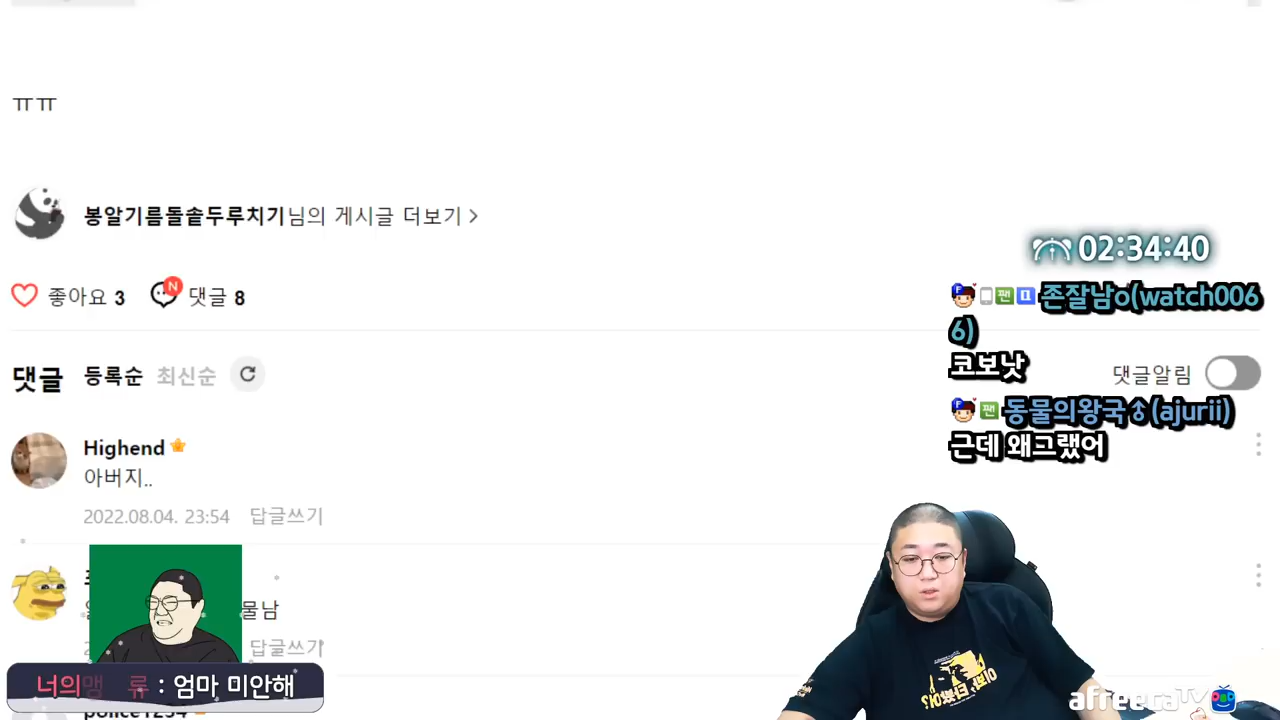 ㅠㅠ
봉알기름돌솥두루치기님의 게시글 더보기 >
좋아요 3 N 댓글 8
댓글 등록순 최신순
댓글알림
Highend
아버지..
2022.08.04. 23:54 답글쓰기
물남
답글쓰기
너의맹 류 : 엄마 미안해
police1234
02:34:40
존잘남o(watch006
6)
코보낫
동물의왕국⇕(ajurii)
근데 왜그랬어
afreecaTV